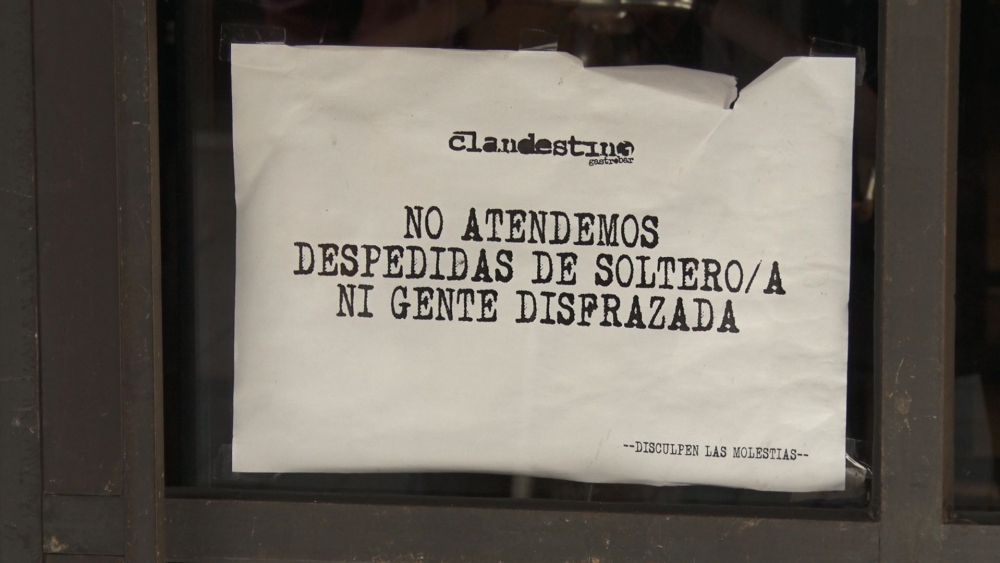 clandestino
gastrobar
NO ATENDEMOS
DESPEDIDAS DE SOLTERO/A
NI GENTE DISFRAZADA
--DISCULPEN LAS MOLESTIAS--